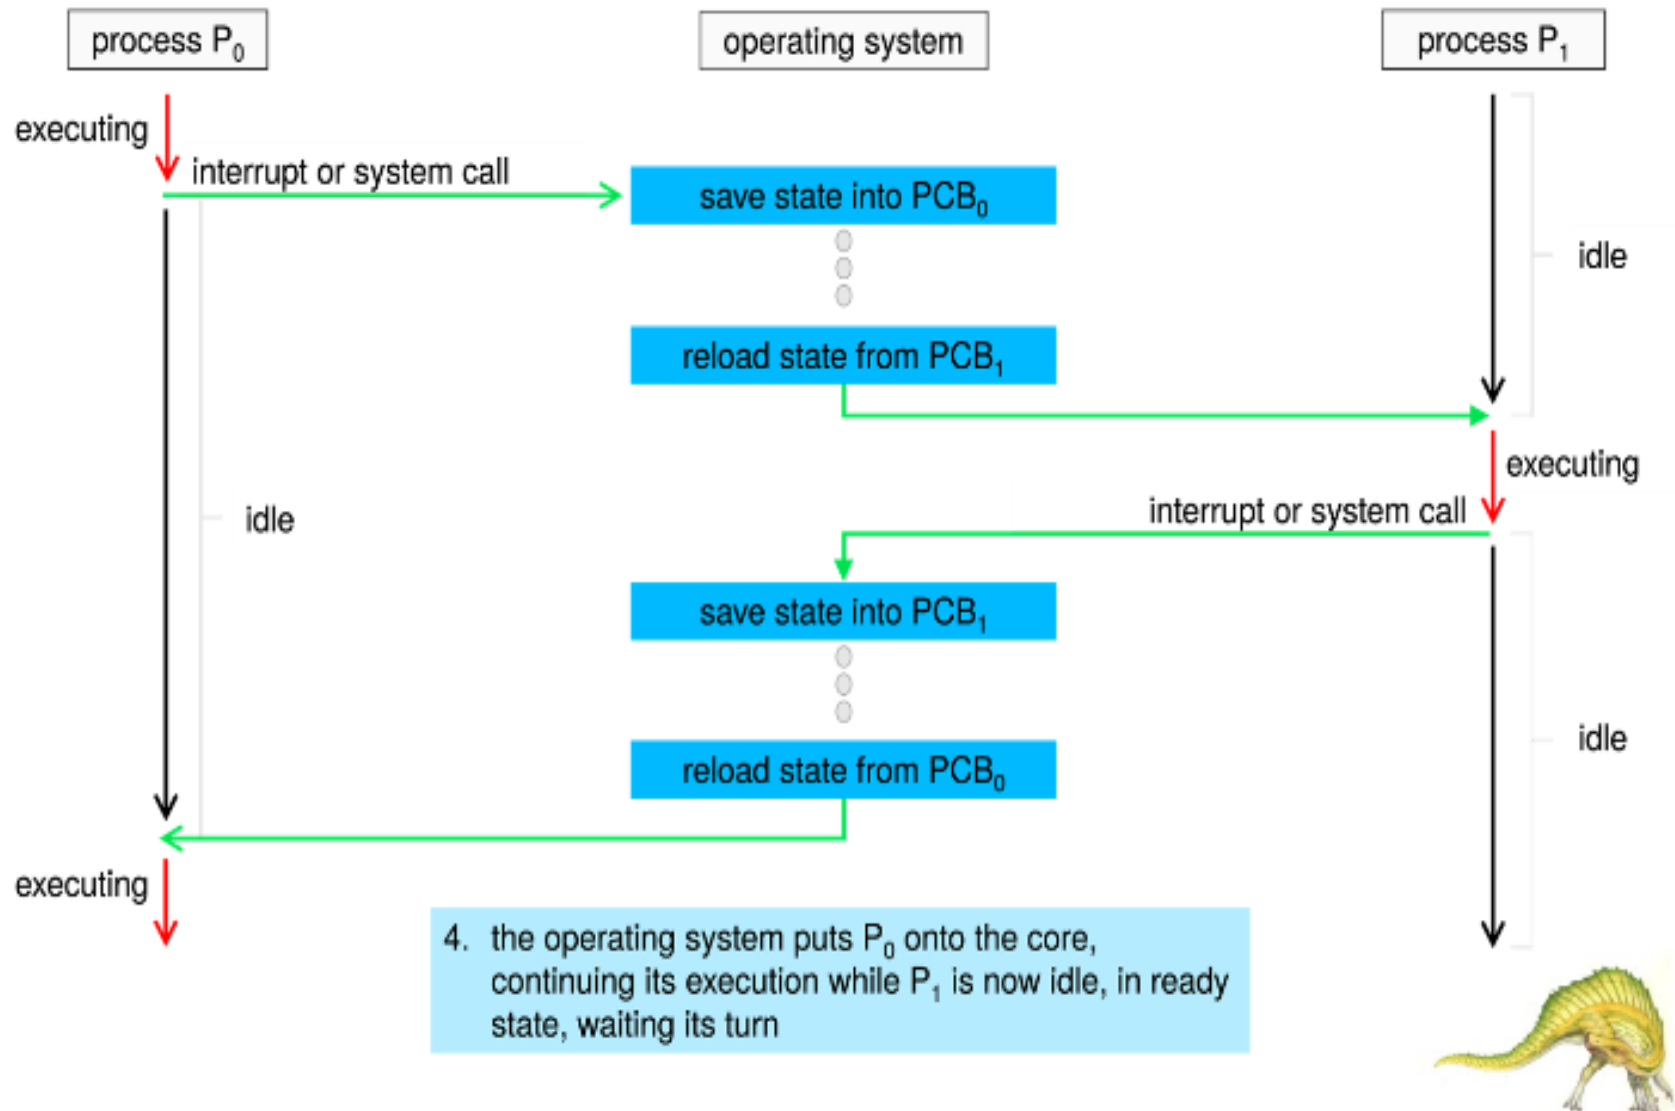 process P₀
operating system
process P₁
executing
interrupt or system call
save state into PCB₀
idle
reload state from PCB₁
executing
interrupt or system call
idle
save state into PCB₁
idle
reload state from PCB₀
executing
4. the operating system puts P₀ onto the core,
continuing its execution while P₁ is now idle, in ready
state, waiting its turn